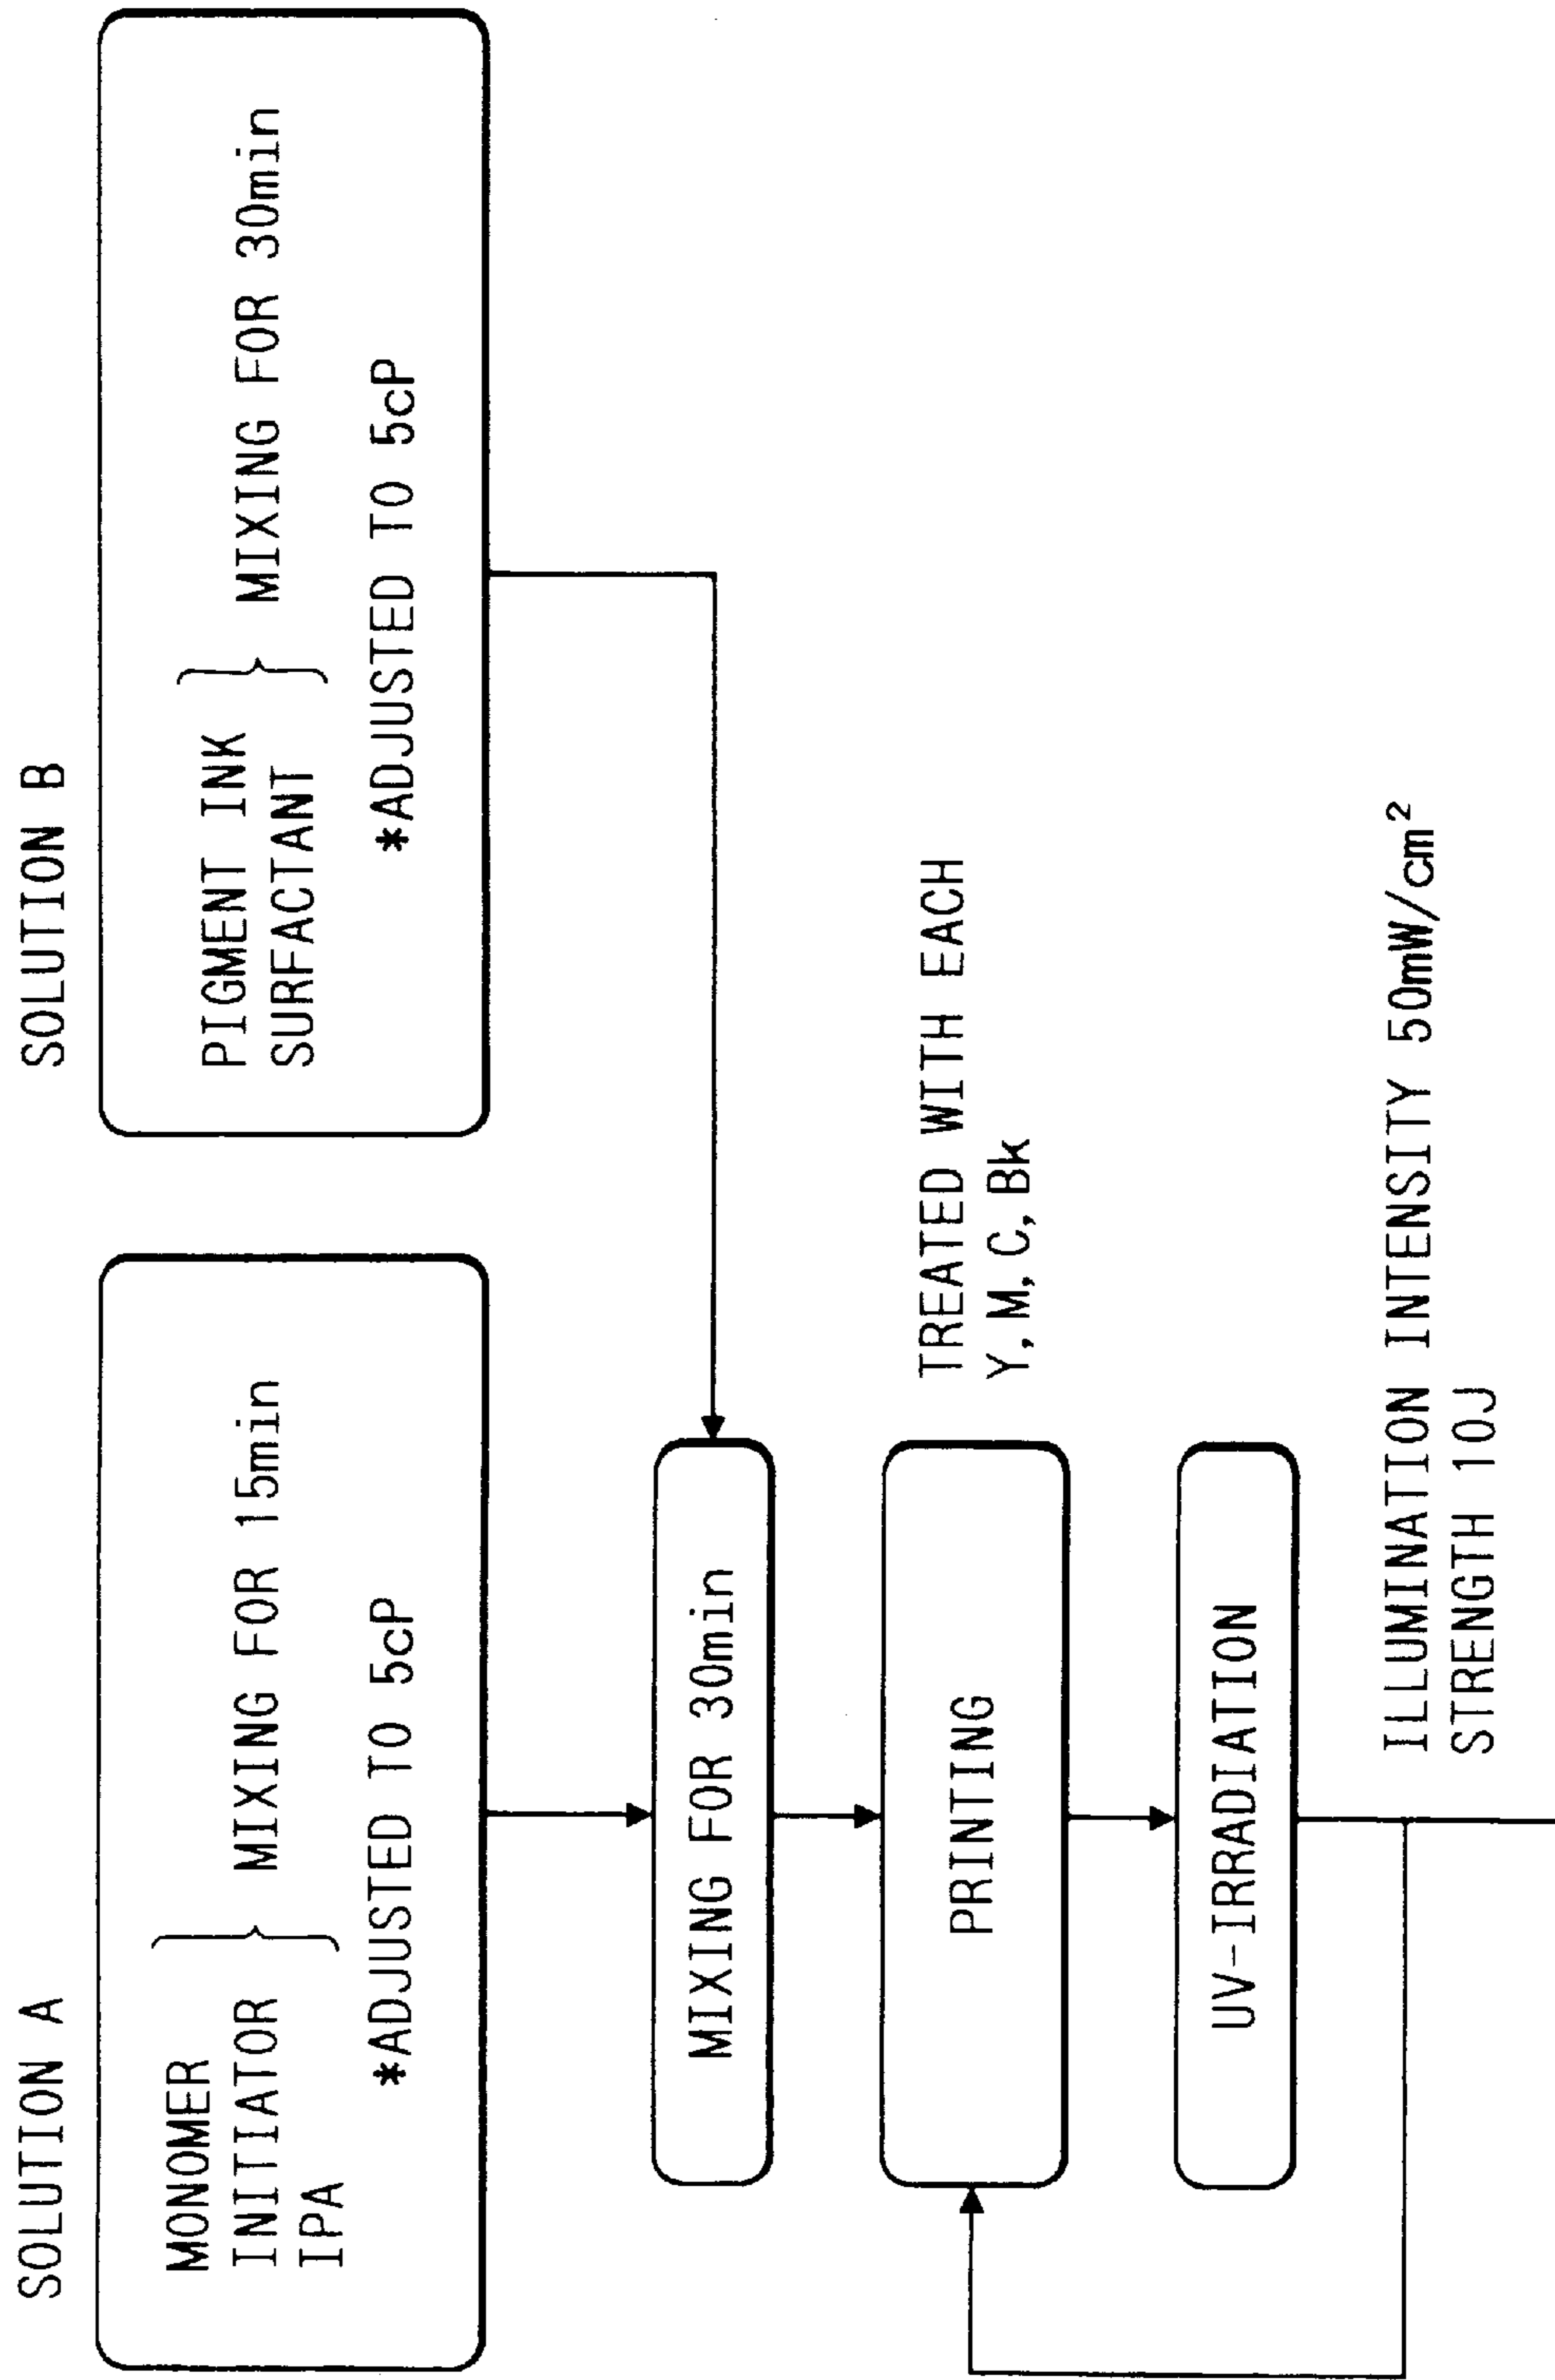 SOLUTION A
MONOMER
INITIATOR
IPA
MIXING FOR 15min
*ADJUSTED TO 5cP
SOLUTION B
PIGMENT INK
SURFACTANT
MIXING FOR 30min
*ADJUSTED TO 5cP
MIXING FOR 30min
PRINTING
TREATED WITH EACH
Y, M, C, Bk
UV-IRRADIATION
ILLUMINATION INTENSITY 50mW/cm²
STRENGTH 10J